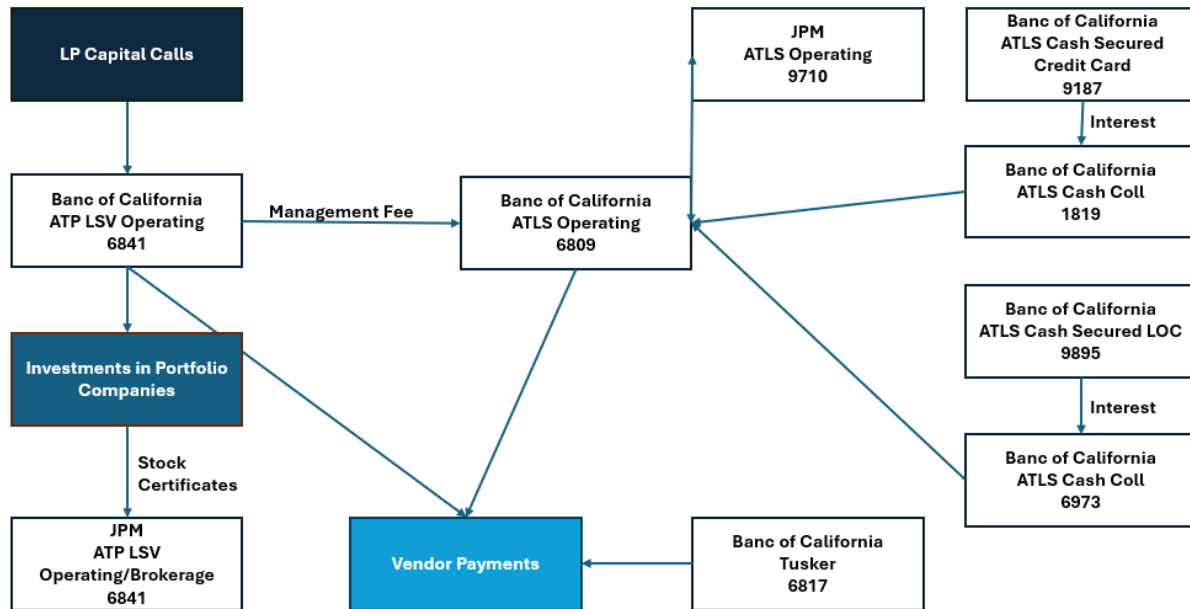 LP Capital Calls
JPM
ATLS Operating
9710
Banc of California
ATLS Cash Secured
Credit Card
9187
Interest
Banc of California
ATP LSV Operating
6841
Management Fee
Banc of California
ATLS Operating
6809
Banc of California
ATLS Cash Coll
1819
Investments in Portfolio
Companies
Banc of California
ATLS Cash Secured LOC
9895
Interest
Stock
Certificates
Banc of California
ATLS Cash Coll
6973
JPM
ATP LSV
Operating/Brokerage
6841
Vendor Payments
Banc of California
Tusker
6817